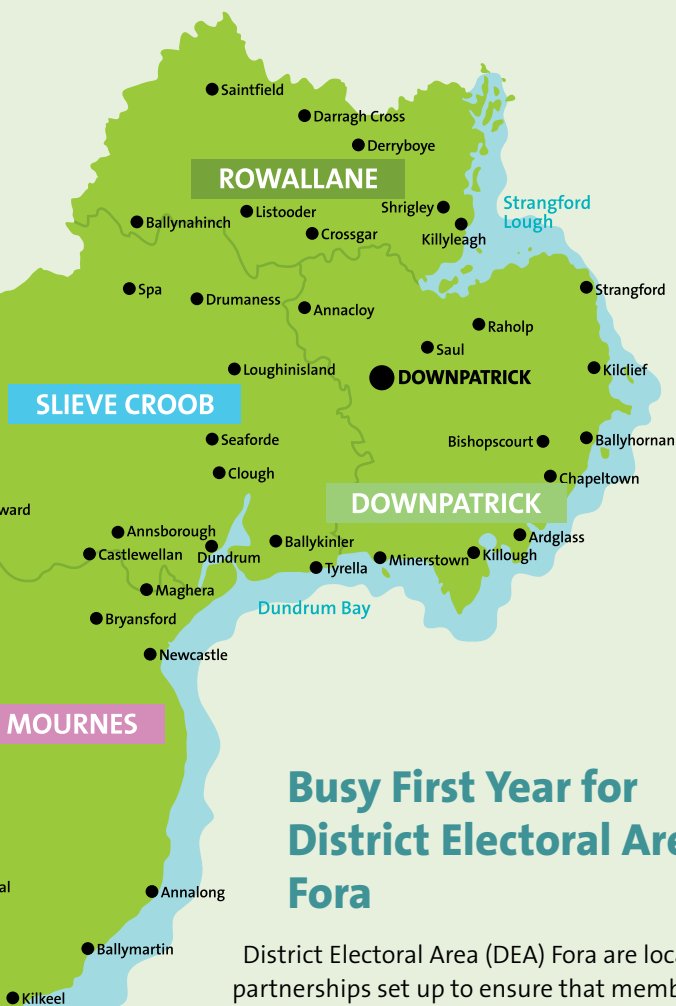 Saintfield
Darragh Cross
Derryboye
ROWALLANE
Strangford
Lough
Shrigley
Listooder
Ballynahinch
Crossgar
Killyleagh
Spa
Drumaness
Annacloy
Strangford
Raholp
Saul
Loughinisland
DOWNPATRICK
Kilclief
SLIEVE CROOB
Seaforde
Bishopscourt
Ballyhornan
Clough
Chapeltown
DOWNPATRICK
ward
Annsborough
Ballykinler
Ardglass
Castlewellan
Dundrum
Minerstown
Killough
Tyrella
Maghera
Dundrum Bay
Bryansford
Newcastle
MOURNES
Busy First Year for
District Electoral Are
Fora
al
Annalong
Ballymartin
District Electoral Area (DEA) Fora are loca
partnerships set up to ensure that memb
Kilkeel